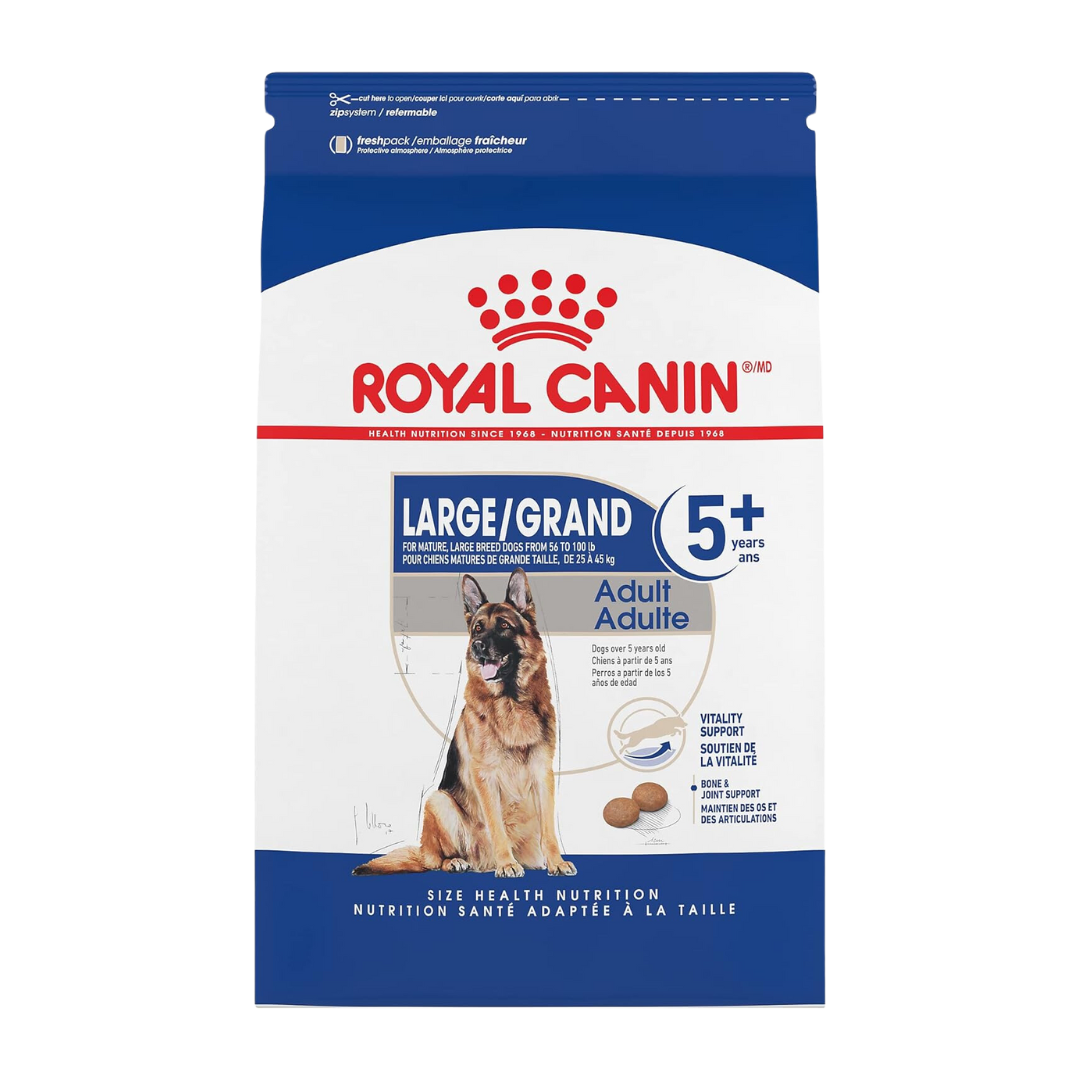 cut here to open/couper ici pour ouvrir/corte aquí para abrir
zipsystem / refermable
freshpack /emballage fraîcheur
Protective atmosphere / Atmosphère protectrice
ROYAL CANIN ®/MD
HEALTH NUTRITION SINCE 1968 - NUTRITION SANTÉ DEPUIS 1968
LARGE/GRAND
FOR MATURE, LARGE BREED DOGS FROM 56 TO 100 lb
POUR CHIENS MATURES DE GRANDE TAILLE, DE 25 À 45 kg
5+
years
ans
Adult
Adulte
Dogs over 5 years old
Chiens à partir de 5 ans
Perros a partir de los 5
años de edad
VITALITY
SUPPORT
SOUTIEN DE
LA VITALITÉ
BONE &
JOINT SUPPORT
MAINTIEN DES OS ET
DES ARTICULATIONS
SIZE HEALTH NUTRITION
NUTRITION SANTÉ ADAPTÉE À LA TAILLE